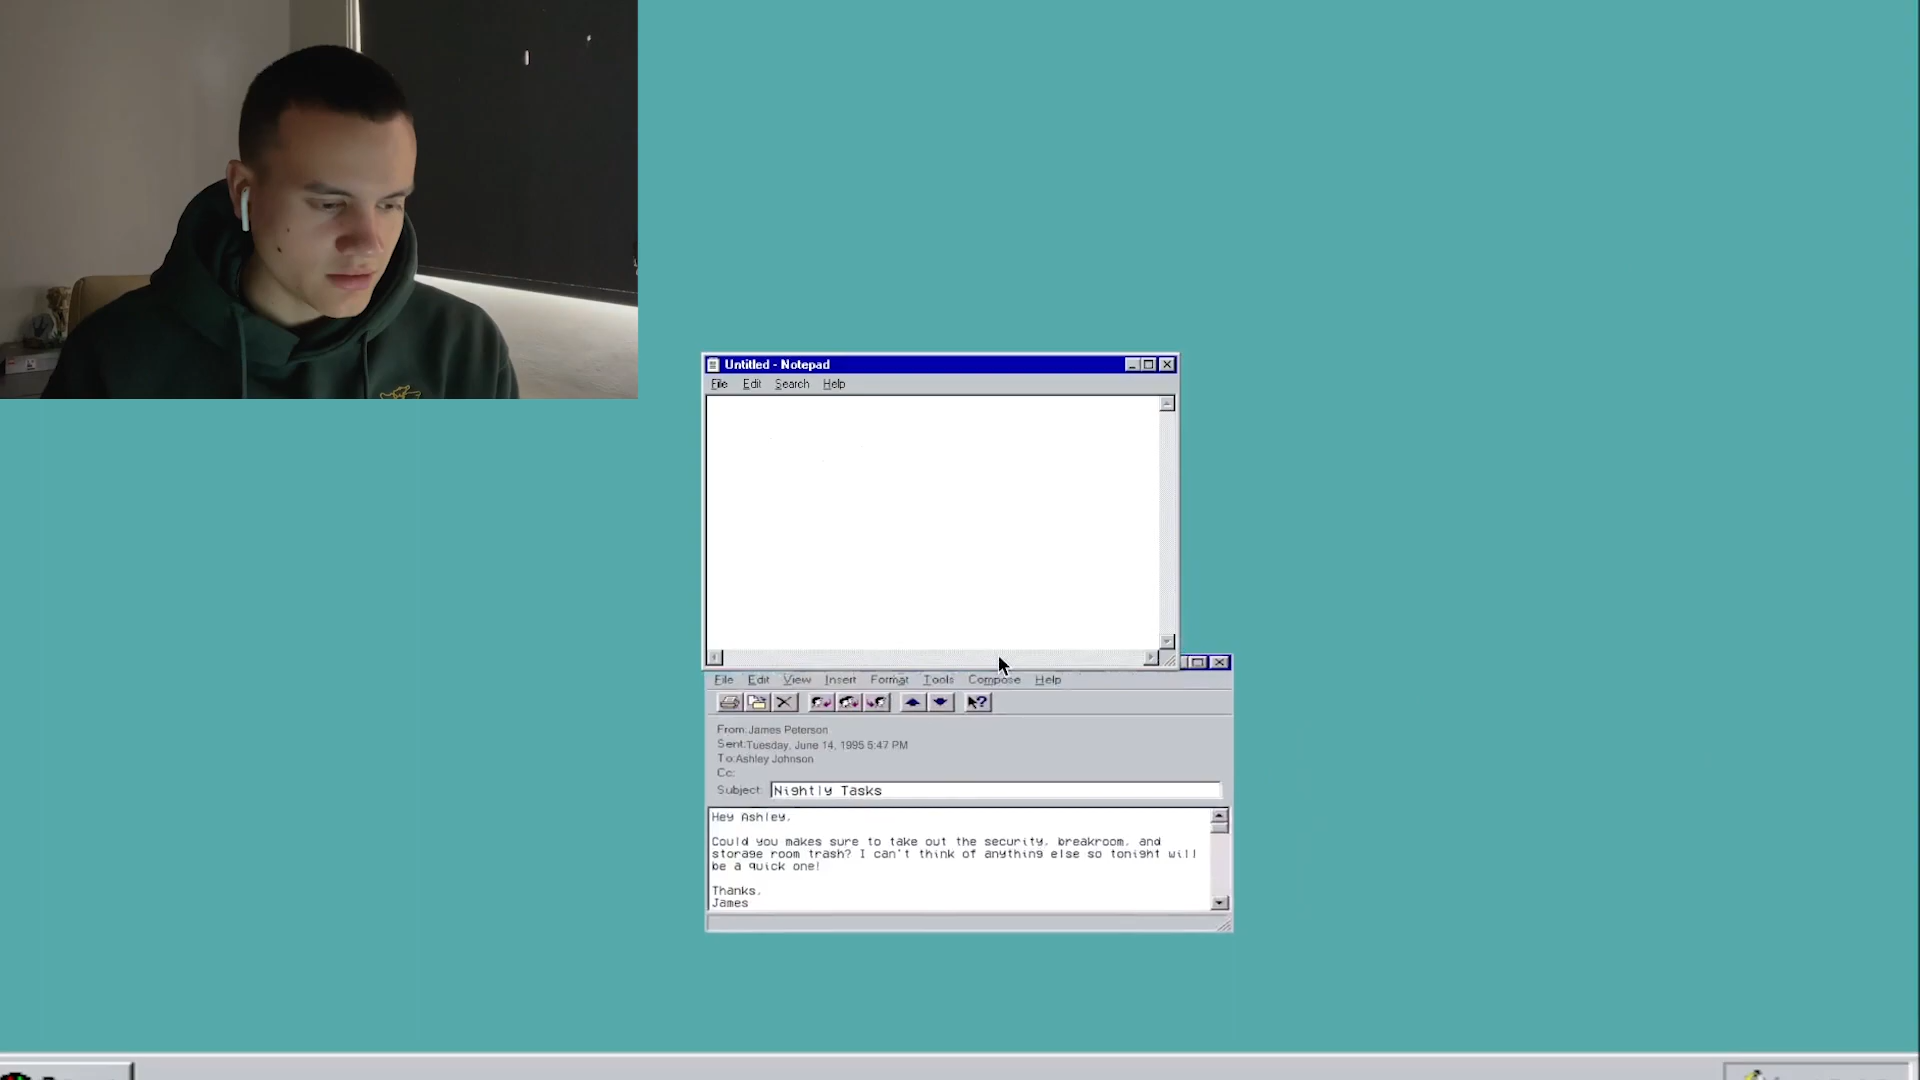 Untitled - Notepad
File Edit Search Help
File Edit View Insert Format Tools Compose Help
From: James Peterson
Sent: Tuesday, June 14, 1995 5:47 PM
To: Ashley Johnson
Cc:
Subject: Nightly Tasks
Hey Ashley,
Could you makes sure to take out the security, breakroom, and
storage room trash? I can't think of anything else so tonight will
be a quick one!
Thanks,
James